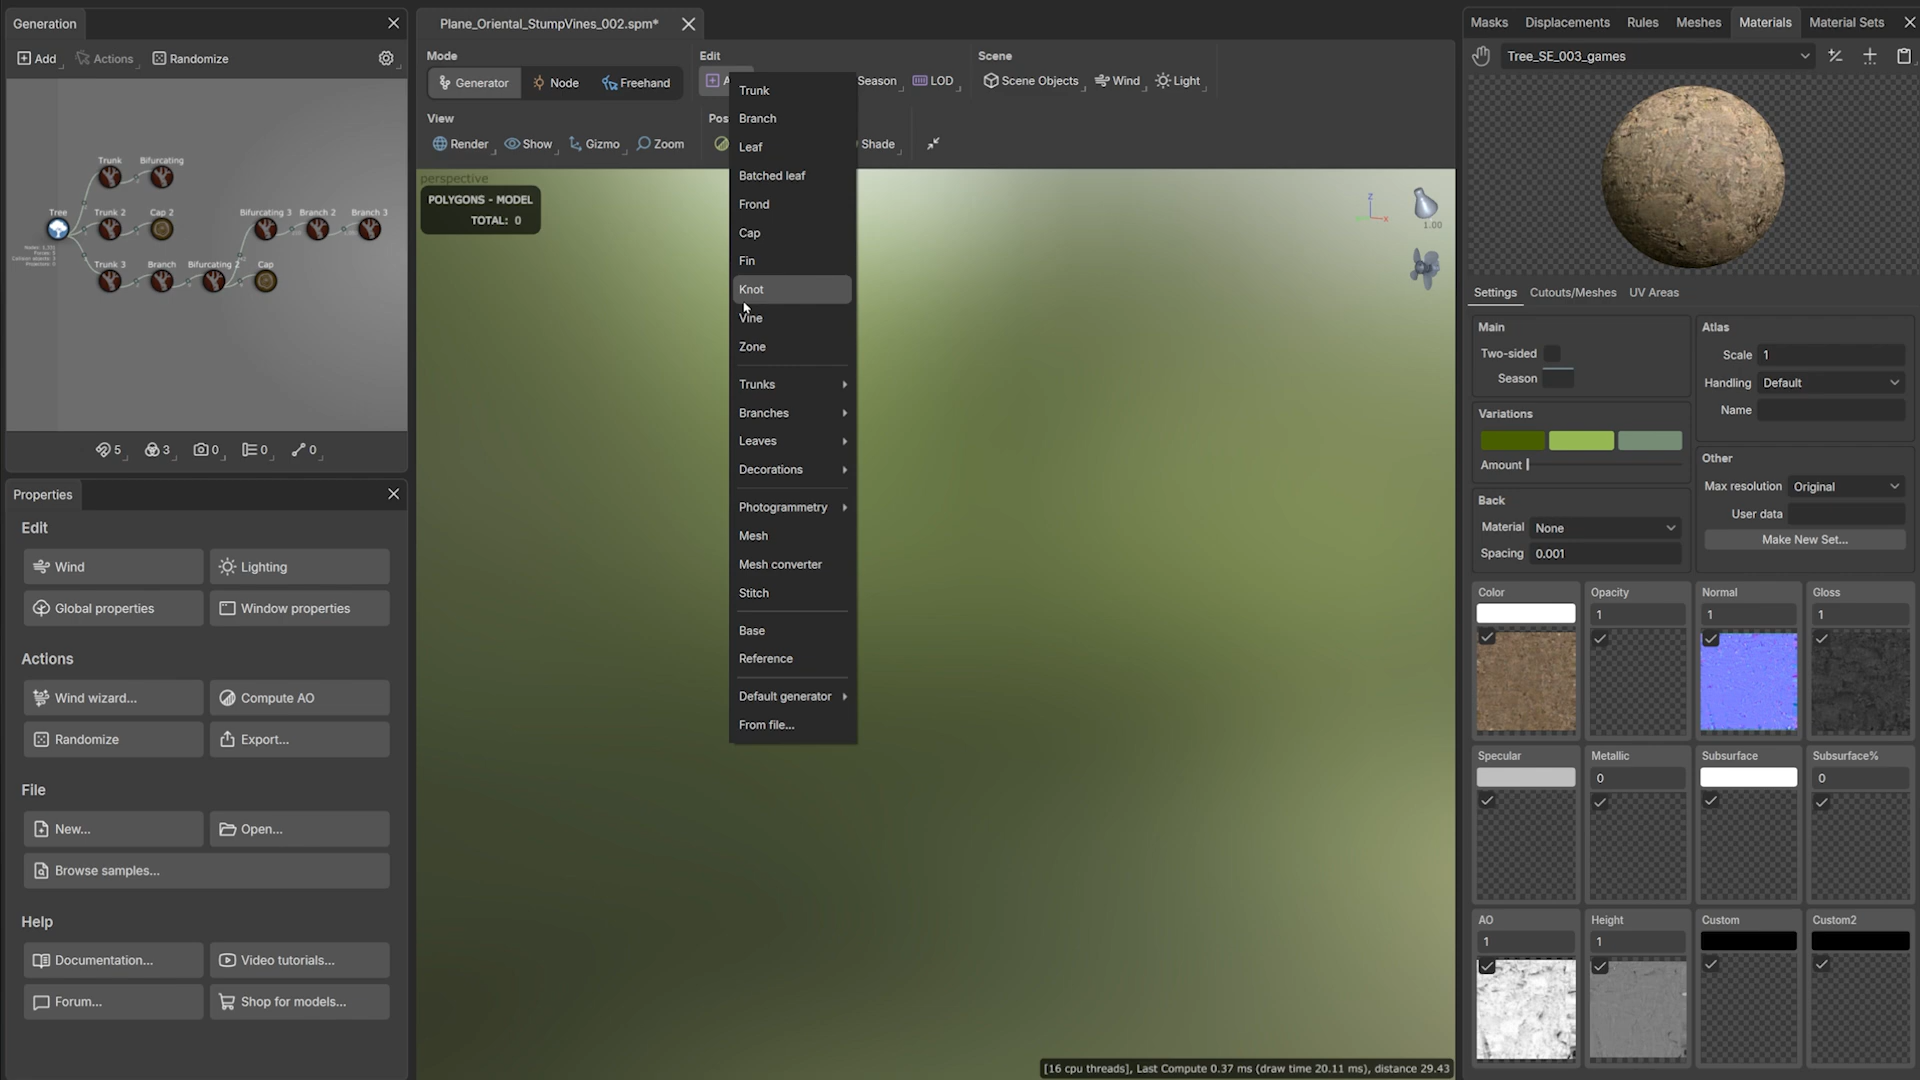 Generation
Add
Actions
Randomize
Trunk
Bifurcating
Tree
Trunk 2
Cap 2
Bifurcating 3
Branch 2
Branch 3
Trunk 3
Branch
Bifurcating 2
Cap
5
3
0
0
0
Properties
Edit
Wind
Lighting
Global properties
Window properties
Actions
Wind wizard...
Compute AO
Randomize
Export...
File
New...
Open...
Browse samples...
Help
Documentation...
Video tutorials...
Forum...
Shop for models...
Plane_Oriental_StumpVines_002.spm*
Mode
Generator
Node
Freehand
Edit
Season
LOD
Scene
Scene Objects
Wind
Light
View
Render
Show
Gizmo
Zoom
Pos
Shade
perspective
POLYGONS - MODEL
TOTAL: 0
Z
X
1.00
Trunk
Branch
Leaf
Batched leaf
Frond
Cap
Fin
Knot
Vine
Zone
Trunks
Branches
Leaves
Decorations
Photogrammetry
Mesh
Mesh converter
Stitch
Base
Reference
Default generator
From file...
[16 cpu threads], Last Compute 0.37 ms (draw time 20.11 ms), distance 29.43
Masks
Displacements
Rules
Meshes
Materials
Material Sets
Tree_SE_003_games
Settings
Cutouts/Meshes
UV Areas
Main
Two-sided
Season
Variations
Amount
Back
Material None
Spacing 0.001
Atlas
Scale 1
Handling Default
Name
Other
Max resolution Original
User data
Make New Set...
Color
Opacity
1
Normal
1
Gloss
1
Specular
Metallic
0
Subsurface
Subsurface%
0
AO
1
Height
1
Custom
Custom2